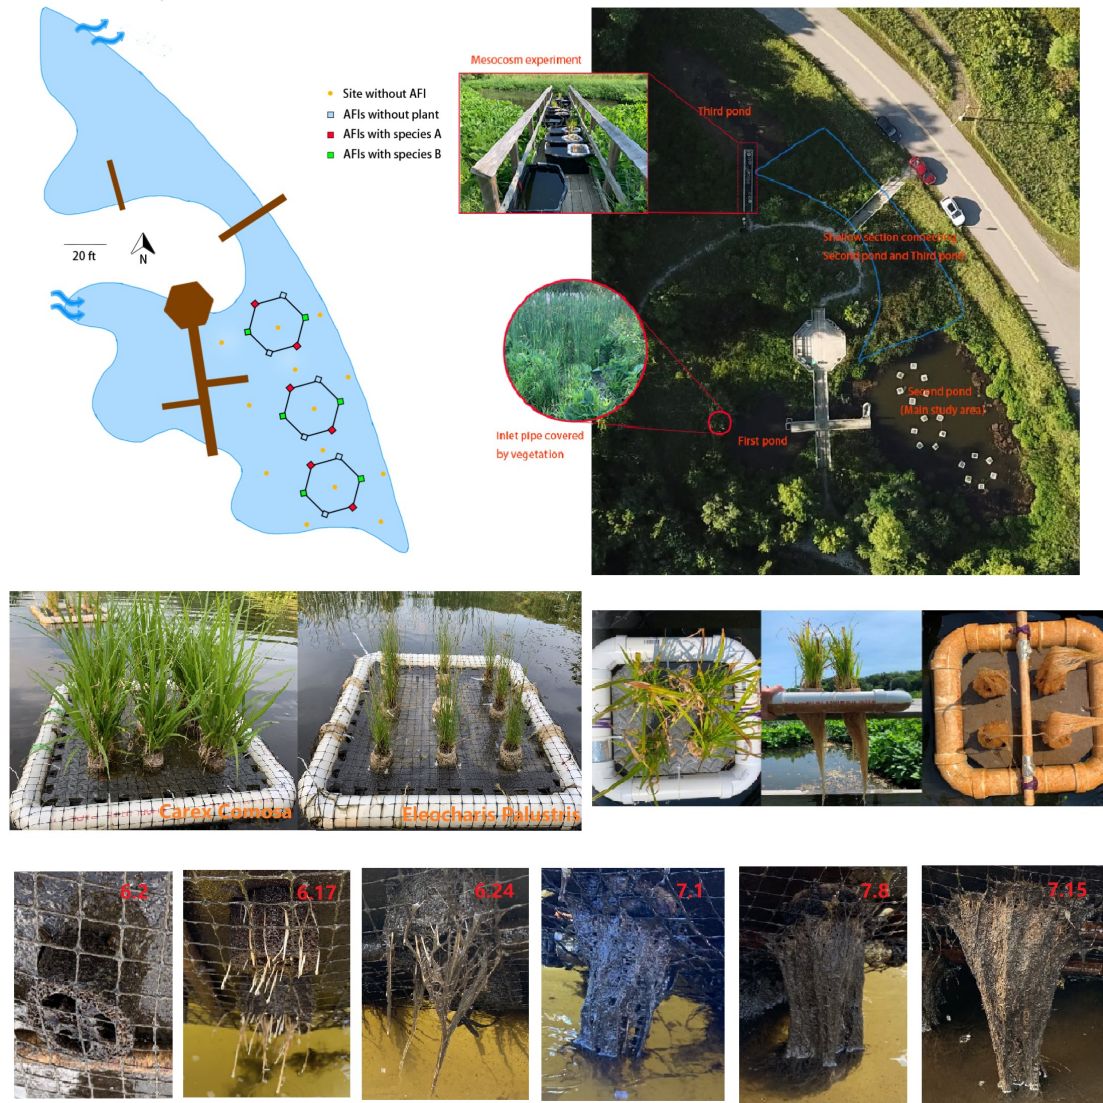 Site without AFI
AFIs without plant
AFIs with species A
AFIs with species B
20 ft
N
Mesocosm experiment
Third pond
Shallow section connecting
Second pond and Third pond
Second pond
(Main study area)
First pond
Inlet pipe covered
by vegetation
Carex Comosa
Eleocharis Palustris
6.2
6.17
6.24
7.1
7.8
7.15